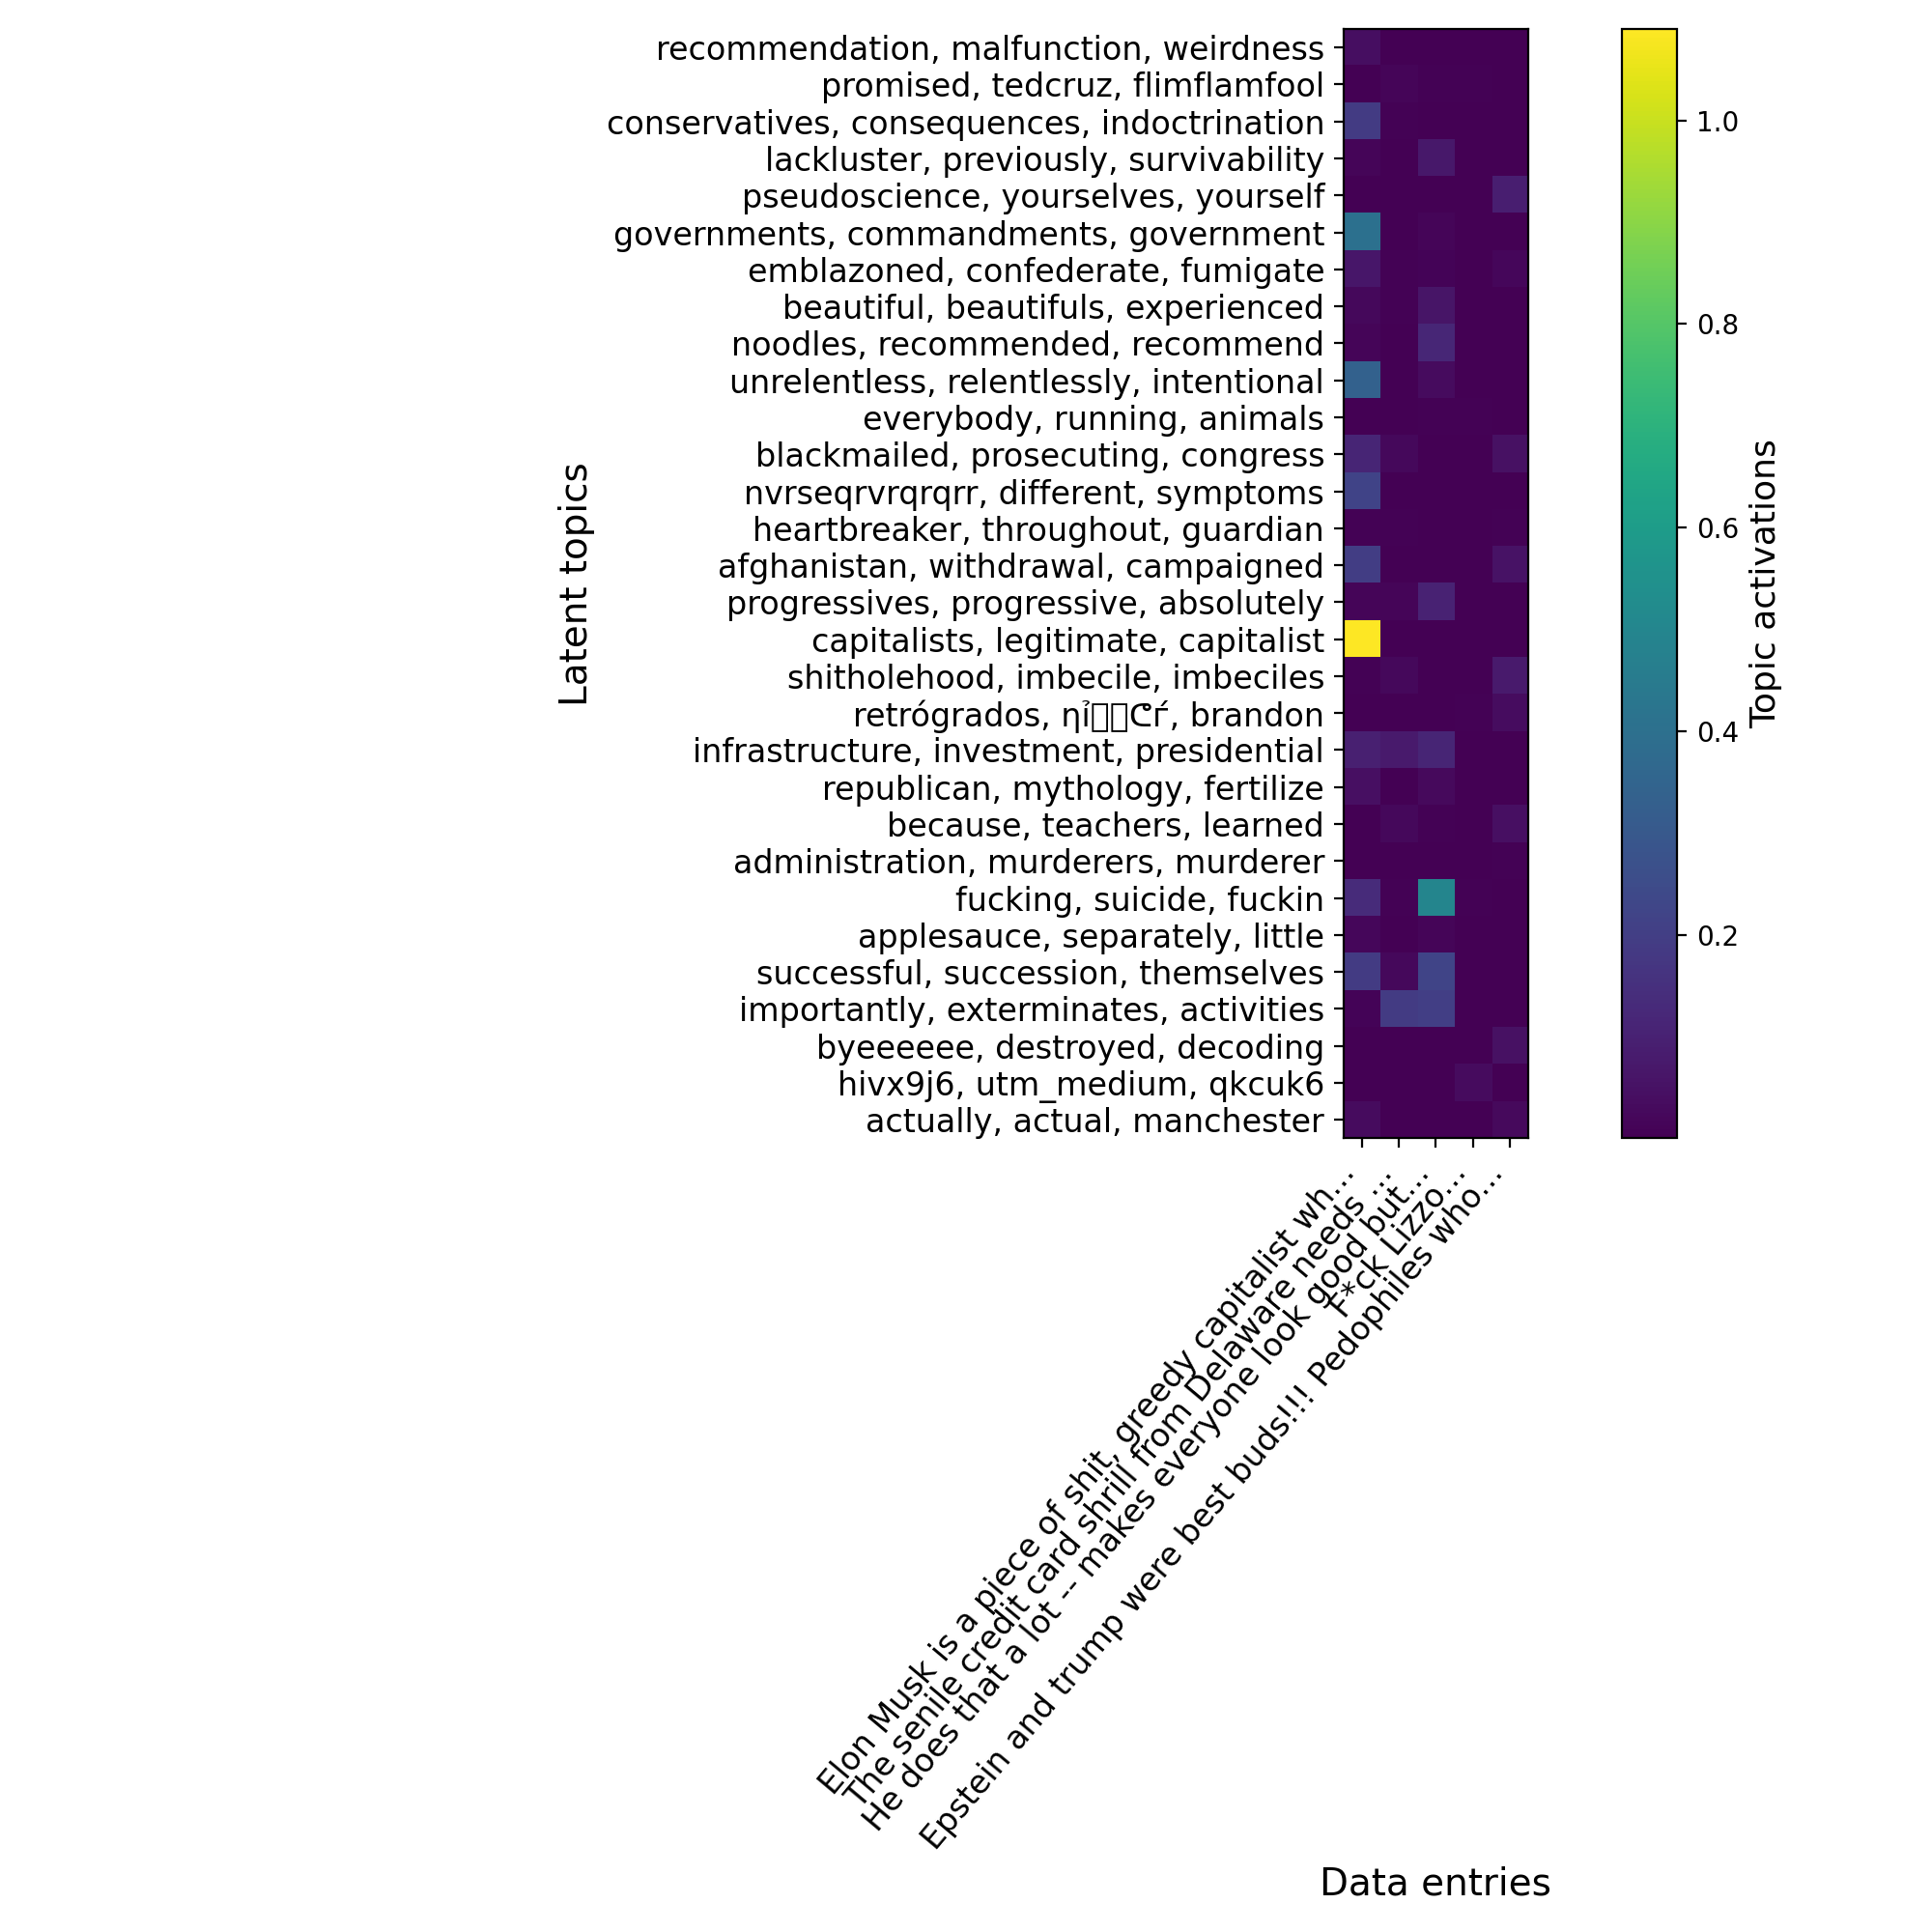 recommendation, malfunction, weirdness
promised, tedcruz, flimflamfool
conservatives, consequences, indoctrination
lackluster, previously, survivability
pseudoscience, yourselves, yourself
governments, commandments, government
emblazoned, confederate, fumigate
beautiful, beautifuls, experienced
noodles, recommended, recommend
unrelentless, relentlessly, intentional
everybody, running, animals
blackmailed, prosecuting, congress
nvrseqrvrqrqrr, different, symptoms
heartbreaker, throughout, guardian
afghanistan, withdrawal, campaigned
progressives, progressive, absolutely
capitalists, legitimate, capitalist
shitholehood, imbecile, imbeciles
retrógrados, brandon
infrastructure, investment, presidential
republican, mythology, fertilize
because, teachers, learned
administration, murderers, murderer
fucking, suicide, fuckin
applesauce, separately, little
successful, succession, themselves
importantly, exterminates, activities
byeeeeee, destroyed, decoding
hivx9j6, utm_medium, qkcuk6
actually, actual, manchester
Latent topics
Elon Musk is a piece of shit, greedy capitalist wh...
The senile credit card shrill from Delaware needs ...
He does that a lot -- makes everyone look good but...
F*ck Lizzo...
Epstein and trump were best buds!!! Pedophiles who...
Data entries
1.0
0.8
0.6
0.4
0.2
Topic activations